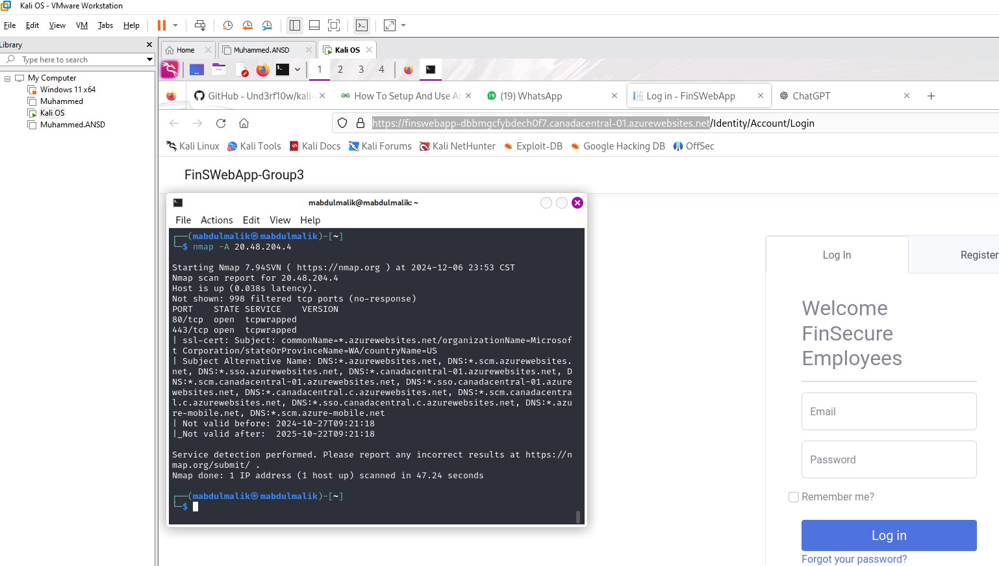 Kali OS - VMware Workstation
File Edit View VM Tabs Help
Library
Type here to search
My Computer
Windows 11 x64
Muhammed
Kali OS
Muhammed.ANSD
Home Muhammed.ANSD Kali OS
1 2 3 4
GitHub - Und3rf10w/kali- How To Setup And Use An (19) WhatsApp Log in - FinSWebApp ChatGPT
https://finswebapp-dbbmgcfybdech0f7.canadacentral-01.azurewebsites.net/Identity/Account/Login
Kali Linux Kali Tools Kali Docs Kali Forums Kali NetHunter Exploit-DB Google Hacking DB OffSec
FinSWebApp-Group3
mabdulmalik@mabdulmalik: ~
File Actions Edit View Help
┌──(mabdulmalik㉿mabdulmalik)-[~]
└─$ nmap -A 20.48.204.4
Starting Nmap 7.94SVN ( https://nmap.org ) at 2024-12-06 23:53 CST
Nmap scan report for 20.48.204.4
Host is up (0.038s latency).
Not shown: 998 filtered tcp ports (no-response)
PORT    STATE SERVICE    VERSION
80/tcp  open  tcpwrapped
443/tcp open  tcpwrapped
| ssl-cert: Subject: commonName=*.azurewebsites.net/organizationName=Microsof
t Corporation/stateOrProvinceName=WA/countryName=US
| Subject Alternative Name: DNS:*.azurewebsites.net, DNS:*.scm.azurewebsites.
net, DNS:*.sso.azurewebsites.net, DNS:*.canadacentral-01.azurewebsites.net, D
NS:*.scm.canadacentral-01.azurewebsites.net, DNS:*.sso.canadacentral-01.azure
websites.net, DNS:*.canadacentral.c.azurewebsites.net, DNS:*.scm.canadacentra
l.c.azurewebsites.net, DNS:*.sso.canadacentral.c.azurewebsites.net, DNS:*.azu
re-mobile.net, DNS:*.scm.azure-mobile.net
| Not valid before: 2024-10-27T09:21:18
|_Not valid after:  2025-10-22T09:21:18
Service detection performed. Please report any incorrect results at https://n
map.org/submit/ .
Nmap done: 1 IP address (1 host up) scanned in 47.24 seconds
┌──(mabdulmalik㉿mabdulmalik)-[~]
└─$
Log In Register
Welcome
FinSecure
Employees
Email
Password
Remember me?
Log in
Forgot your password?